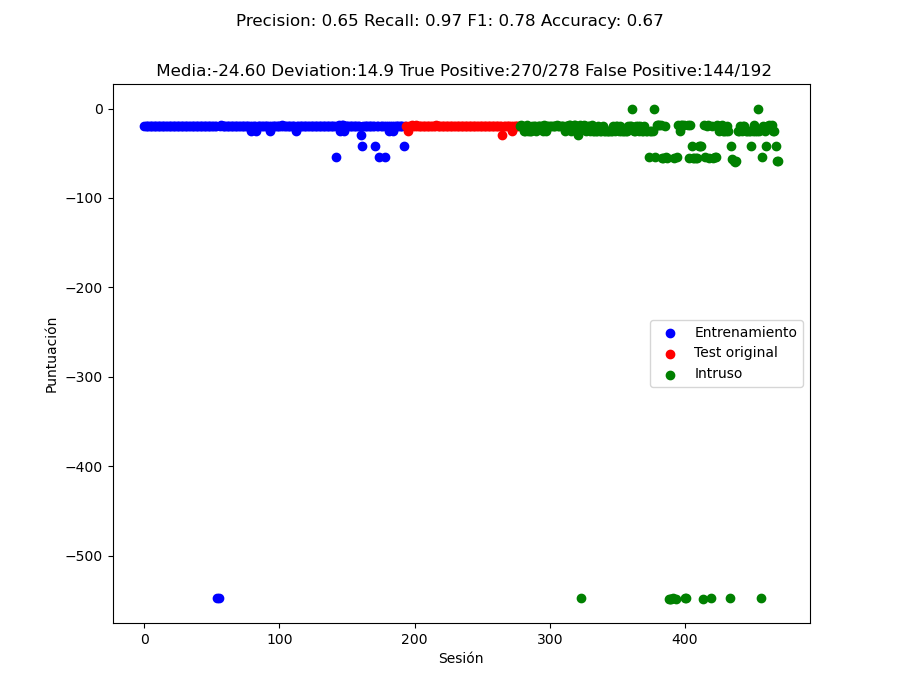 Precision: 0.65 Recall: 0.97 F1: 0.78 Accuracy: 0.67
Media:-24.60 Deviation:14.9 True Positive:270/278 False Positive:144/192
Puntuación
0
−100
−200
−300
−400
−500
Entrenamiento
Test original
Intruso
0 100 200 300 400
Sesión